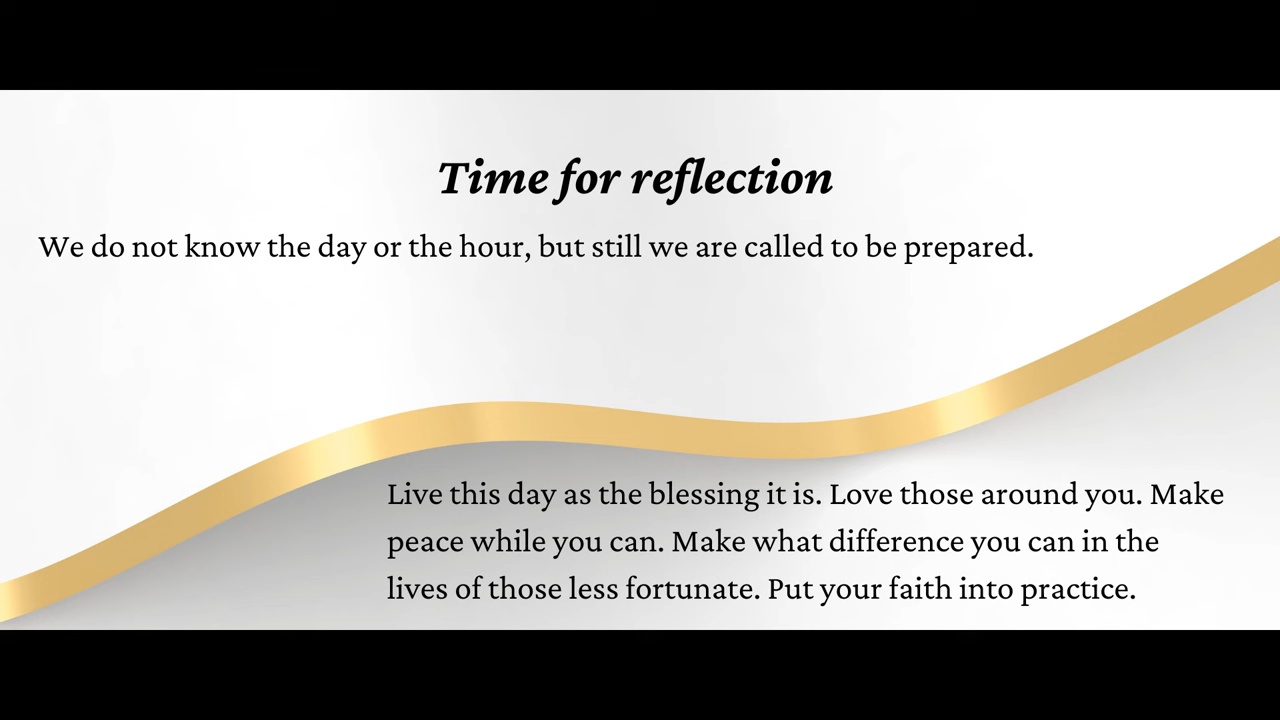 Time for reflection
We do not know the day or the hour, but still we are called to be prepared.
Live this day as the blessing it is. Love those around you. Make
peace while you can. Make what difference you can in the
lives of those less fortunate. Put your faith into practice.